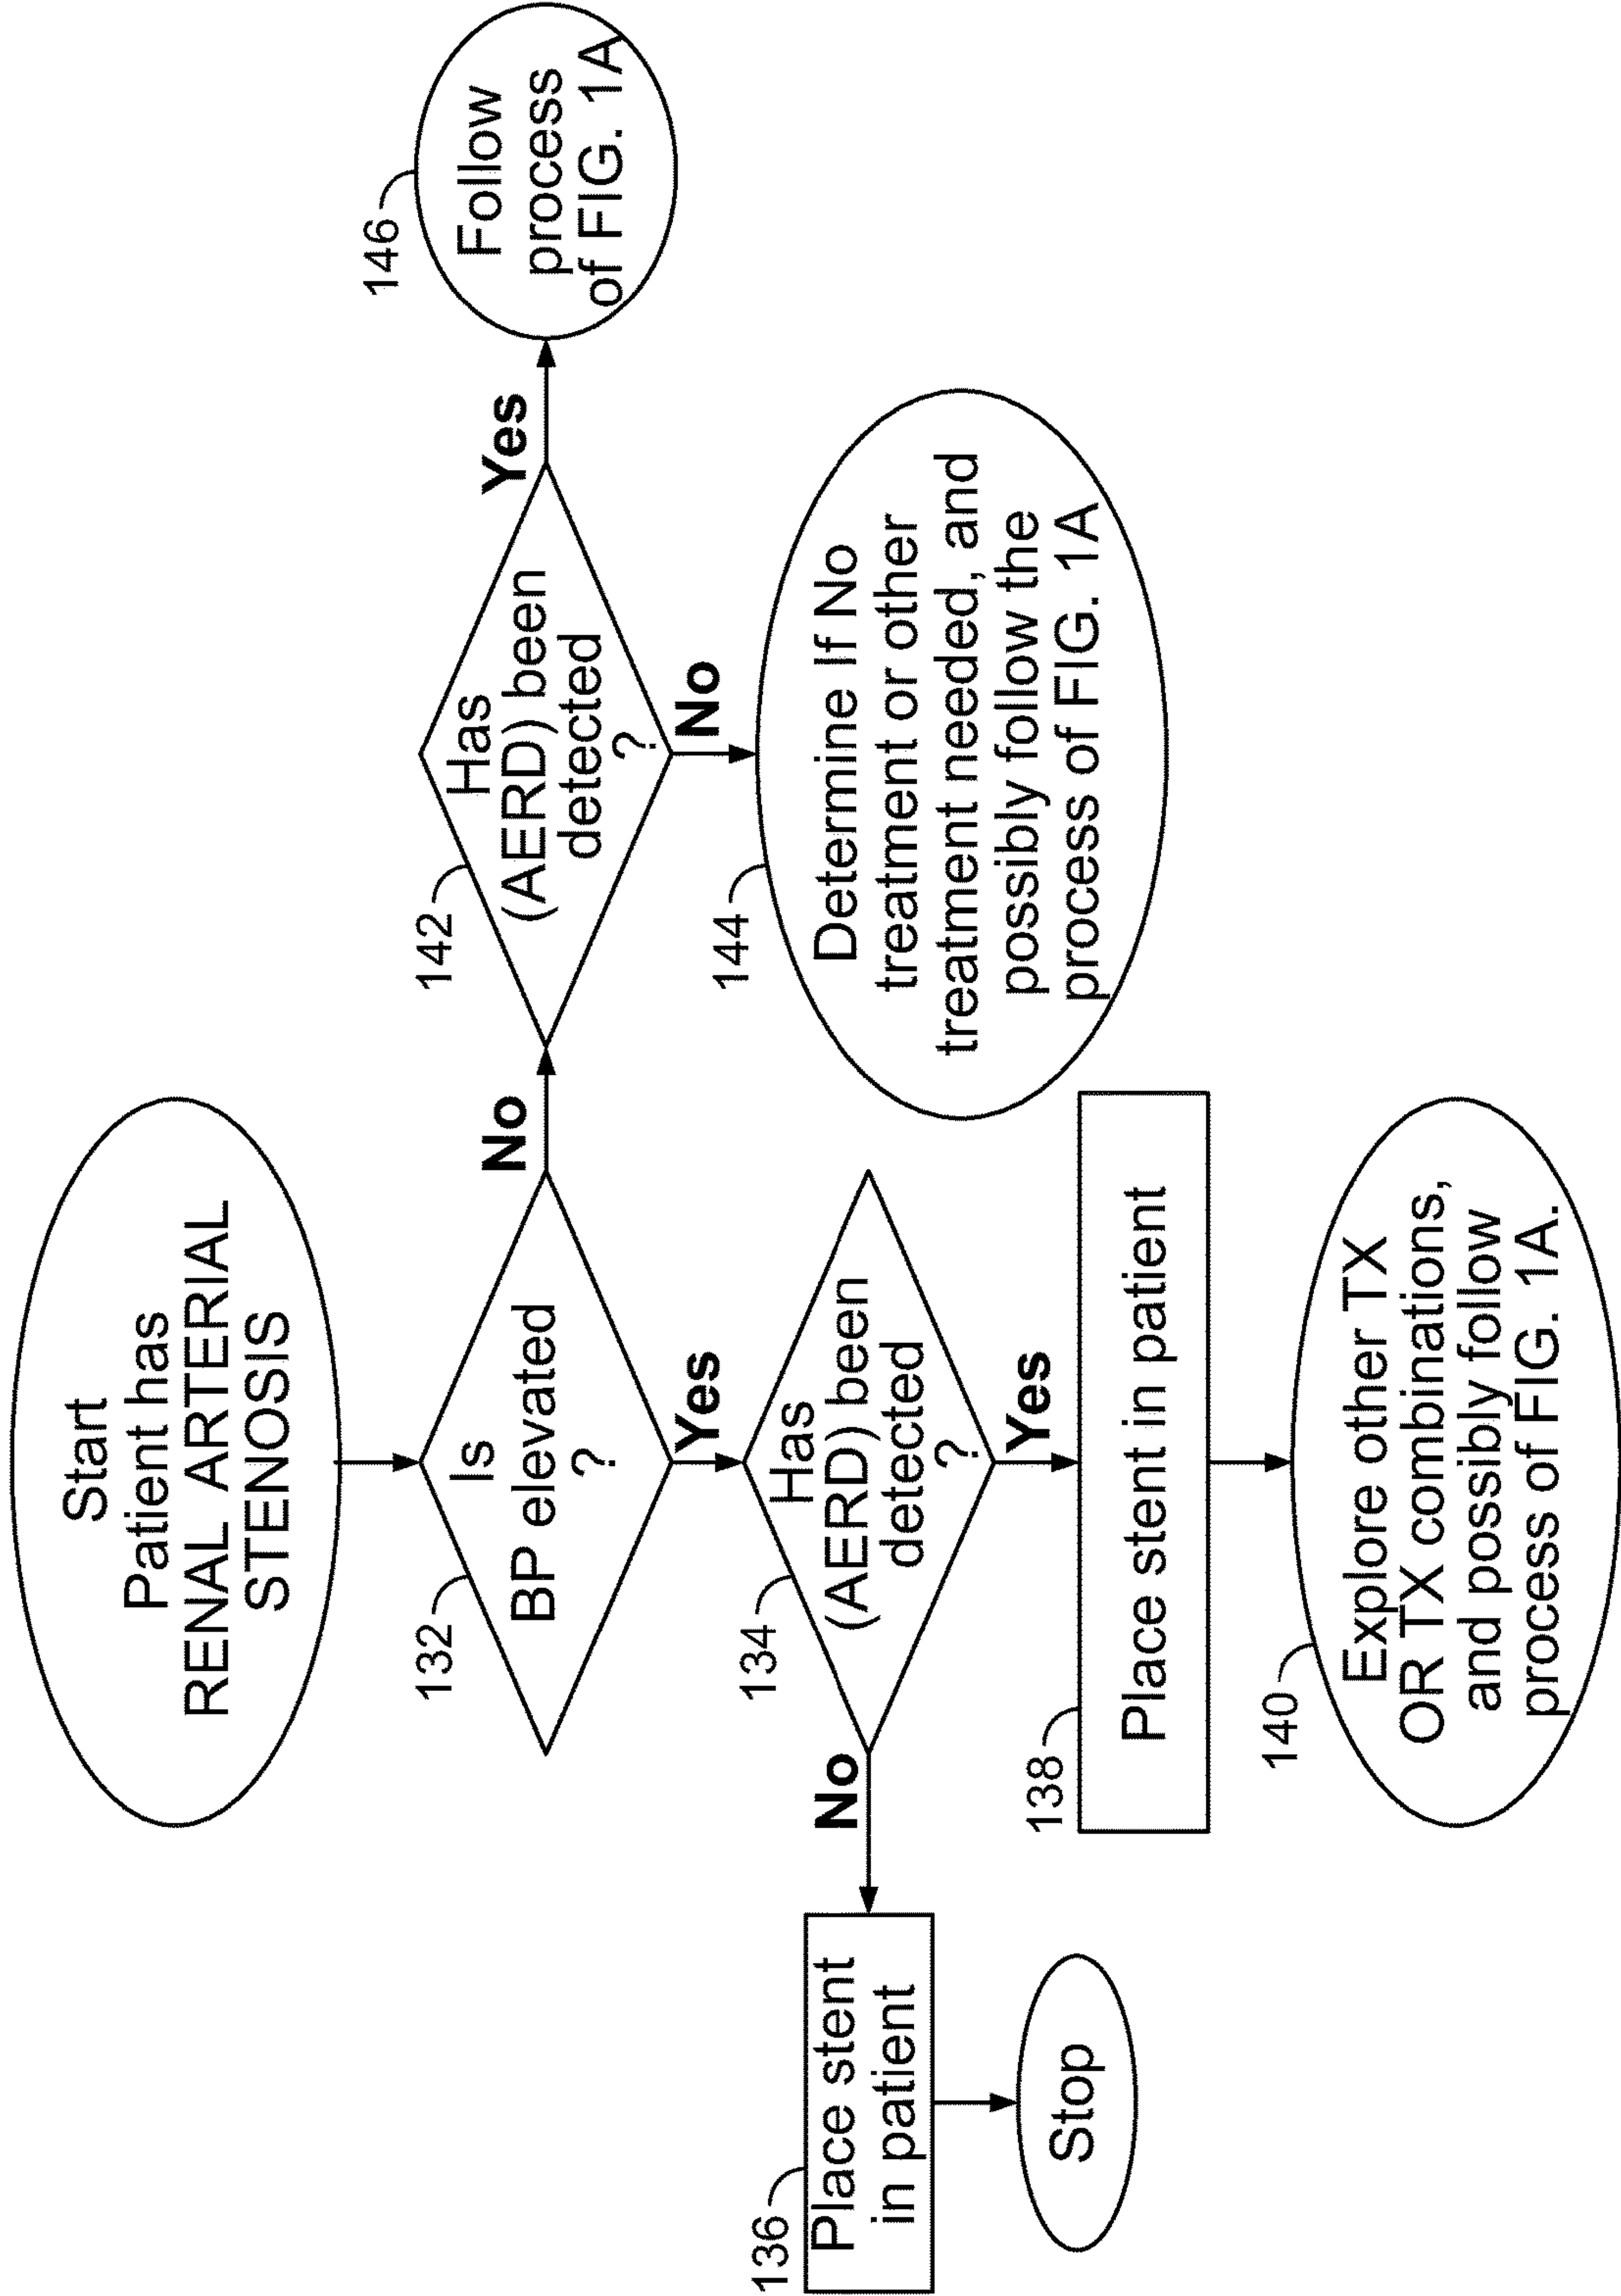 Start
Patient has
RENAL ARTERIAL
STENOSIS
132
Is
BP elevated
?
No
Yes
142
Has
(AERD) been
detected
?
Yes
No
146
Follow
process
of FIG. 1A
144
Determine If No
treatment or other
treatment needed, and
possibly follow the
process of FIG. 1A
134
Has
(AERD) been
detected
?
No
Yes
136
Place stent
in patient
Stop
138
Place stent in patient
140
Explore other TX
OR TX combinations,
and possibly follow
process of FIG. 1A.